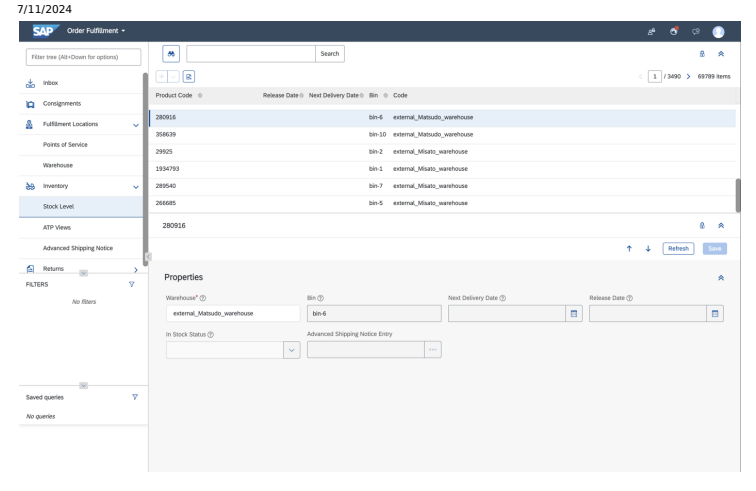 7/11/2024
SAP Order Fulfillment
Filter tree (Alt+Down for options)
Search
Inbox
Consignments
Fulfillment Locations
Points of Service
Warehouse
Inventory
Stock Level
ATP Views
Advanced Shipping Notice
Returns
FILTERS
No filters
Saved queries
No queries
1 / 3490 69789 items
Product Code Release Date Next Delivery Date Bin Code
280916 bin-6 external_Matsudo_warehouse
358639 bin-10 external_Matsudo_warehouse
29925 bin-2 external_Misato_warehouse
1934793 bin-1 external_Misato_warehouse
289540 bin-7 external_Misato_warehouse
266685 bin-5 external_Misato_warehouse
280916
Refresh Save
Properties
Warehouse* Bin Next Delivery Date Release Date
external_Matsudo_warehouse bin-6
In Stock Status Advanced Shipping Notice Entry